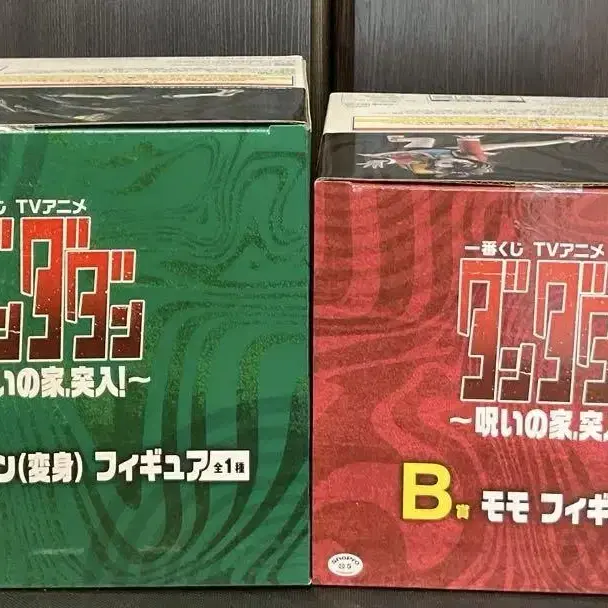 じ TVアニメ
ダンダダン
いの家、突入!～
ン(変身) フィギュア 全1種
一番くじ TVアニメ
ダンダダ
～呪いの家、突入
B賞 モモ フィギ
ShoPro